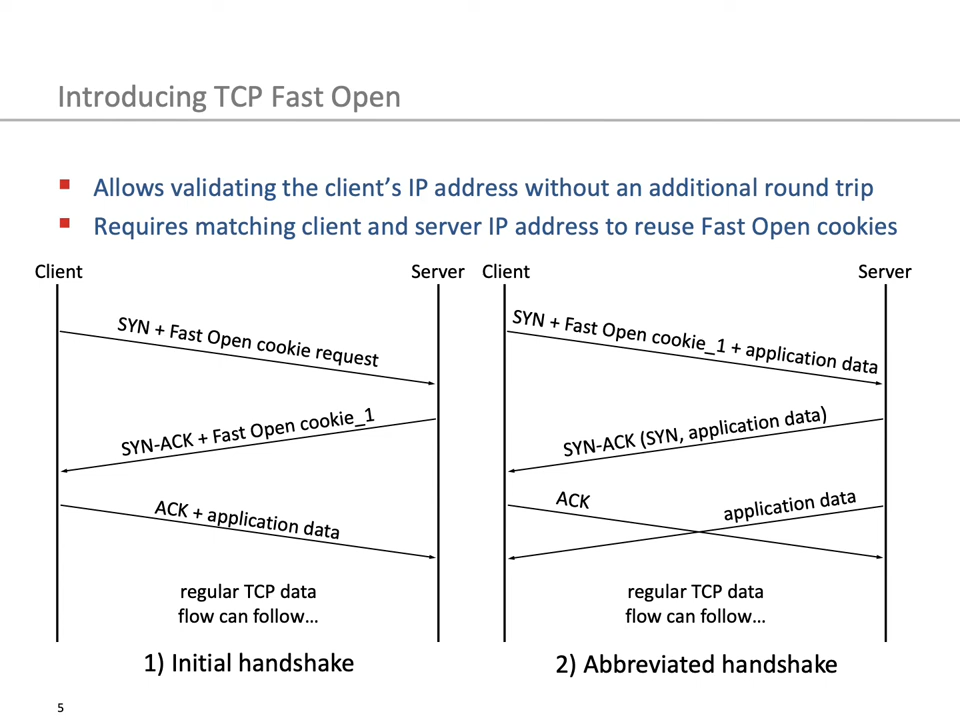 Introducing TCP Fast Open
Allows validating the client’s IP address without an additional round trip
Requires matching client and server IP address to reuse Fast Open cookies
Client
Server
SYN + Fast Open cookie request
SYN-ACK + Fast Open cookie_1
ACK + application data
regular TCP data
flow can follow...
1) Initial handshake
Client
Server
SYN + Fast Open cookie_1 + application data
SYN-ACK (SYN, application data)
ACK
application data
regular TCP data
flow can follow...
2) Abbreviated handshake
5